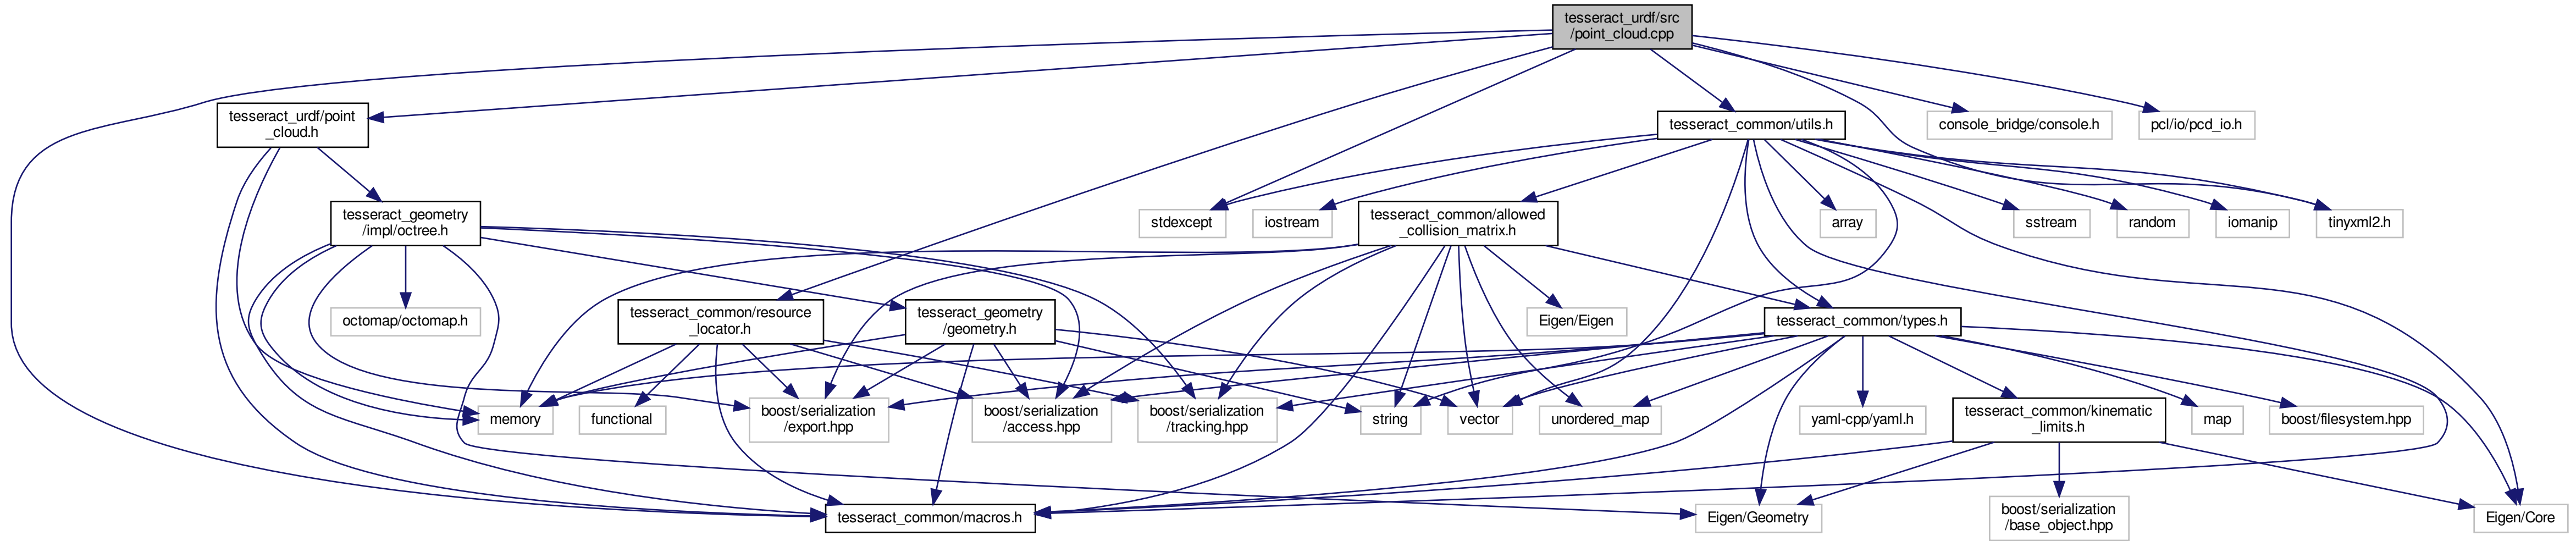 tesseract_urdf/src
/point_cloud.cpp
tesseract_urdf/point
_cloud.h
tesseract_common/utils.h
console_bridge/console.h
pcl/io/pcd_io.h
tesseract_geometry
/impl/octree.h
stdexcept
iostream
tesseract_common/allowed
_collision_matrix.h
array
sstream
random
iomanip
tinyxml2.h
octomap/octomap.h
tesseract_common/resource
_locator.h
tesseract_geometry
/geometry.h
Eigen/Eigen
tesseract_common/types.h
memory
functional
boost/serialization
/export.hpp
boost/serialization
/access.hpp
boost/serialization
/tracking.hpp
string
vector
unordered_map
yaml-cpp/yaml.h
tesseract_common/kinematic
_limits.h
map
boost/filesystem.hpp
tesseract_common/macros.h
Eigen/Geometry
boost/serialization
/base_object.hpp
Eigen/Core